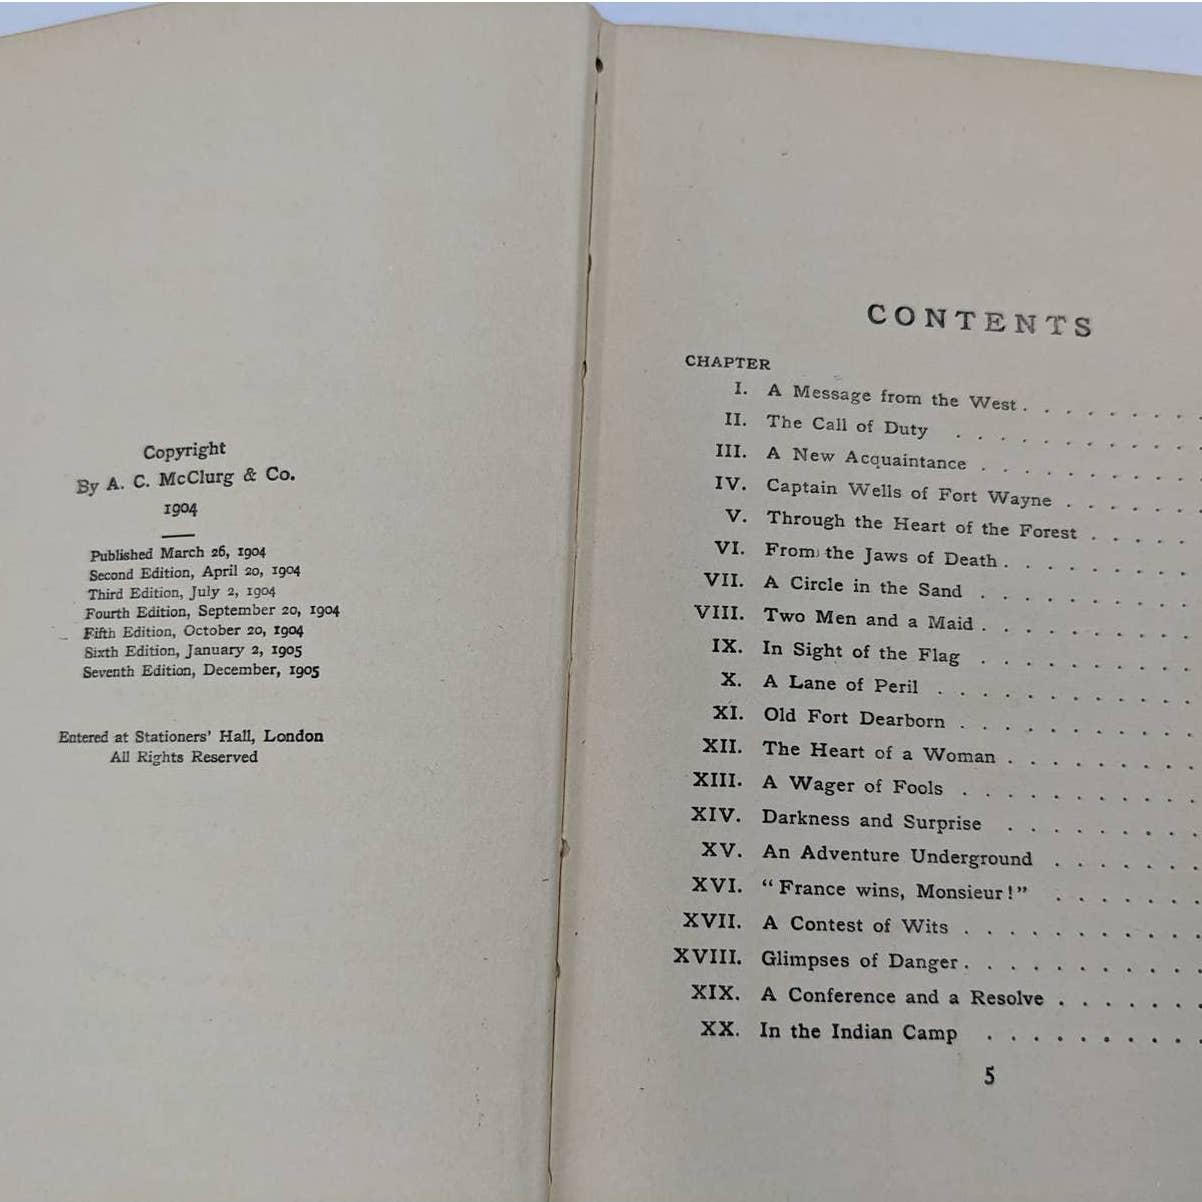 Copyright
By A. C. McClurg & Co.
1904
Published March 26, 1904
Second Edition, April 20, 1904
Third Edition, July 2, 1904
Fourth Edition, September 20, 1904
Fifth Edition, October 20, 1904
Sixth Edition, January 2, 1905
Seventh Edition, December, 1905
Entered at Stationers' Hall, London
All Rights Reserved
CONTENTS
CHAPTER
I. A Message from the West . . . . . . . .
II. The Call of Duty . . . . . . . . . . .
III. A New Acquaintance . . . . . . . . . .
IV. Captain Wells of Fort Wayne . . . . . .
V. Through the Heart of the Forest . . . . .
VI. From the Jaws of Death . . . . . . . . .
VII. A Circle in the Sand . . . . . . . . . .
VIII. Two Men and a Maid . . . . . . . . . .
IX. In Sight of the Flag . . . . . . . . . .
X. A Lane of Peril . . . . . . . . . . . .
XI. Old Fort Dearborn . . . . . . . . . . .
XII. The Heart of a Woman . . . . . . . . .
XIII. A Wager of Fools . . . . . . . . . . .
XIV. Darkness and Surprise . . . . . . . . .
XV. An Adventure Underground . . . . . . .
XVI. "France wins, Monsieur!" . . . . . . .
XVII. A Contest of Wits . . . . . . . . . . .
XVIII. Glimpses of Danger . . . . . . . . . . .
XIX. A Conference and a Resolve . . . . . . .
XX. In the Indian Camp . . . . . . . . . .
5